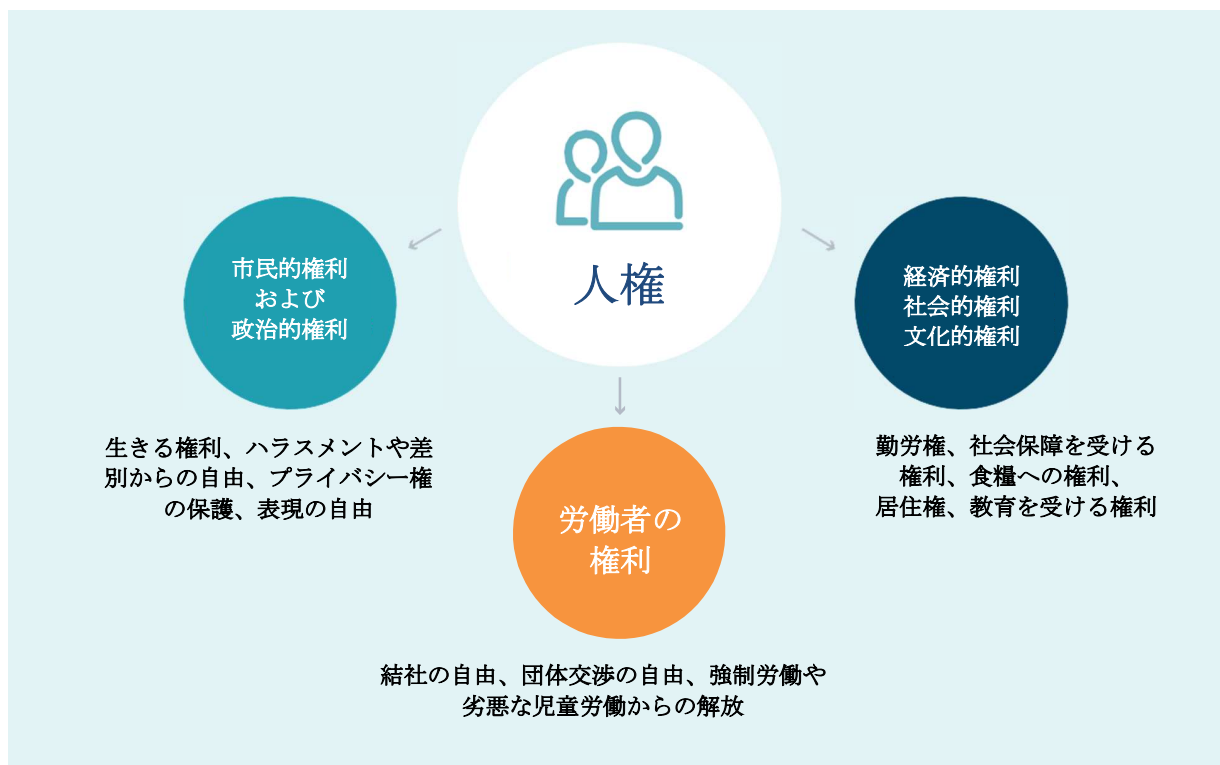 人権
市民的権利
および
政治的権利
生きる権利、ハラスメントや差
別からの自由、プライバシー権
の保護、表現の自由
労働者の
権利
結社の自由、団体交渉の自由、強制労働や
劣悪な児童労働からの解放
経済的権利
社会的権利
文化的権利
勤労権、社会保障を受ける
権利、食糧への権利、
居住権、教育を受ける権利